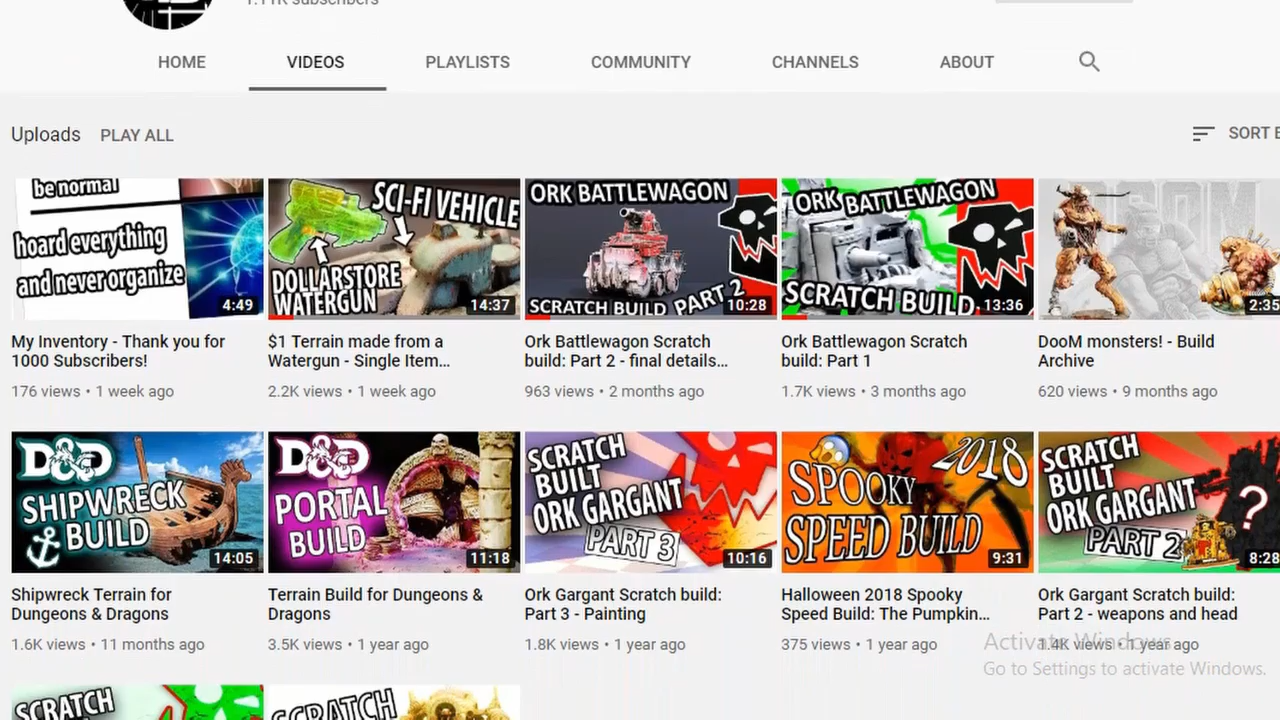 1.11K subscribers
HOME VIDEOS PLAYLISTS COMMUNITY CHANNELS ABOUT
Uploads PLAY ALL
SORT B
be normal
hoard everything
and never organize
4:49
SCI-FI VEHICLE
DOLLARSTORE
WATERGUN
14:37
ORK BATTLEWAGON
SCRATCH BUILD PART 2
10:28
ORK BATTLEWAGON
SCRATCH BUILD
13:36
DOOM
2:35
My Inventory - Thank you for
1000 Subscribers!
176 views • 1 week ago
$1 Terrain made from a
Watergun - Single Item...
2.2K views • 1 week ago
Ork Battlewagon Scratch
build: Part 2 - final details...
963 views • 2 months ago
Ork Battlewagon Scratch
build: Part 1
1.7K views • 3 months ago
DooM monsters! - Build
Archive
620 views • 9 months ago
D&D
SHIPWRECK
BUILD
14:05
D&D
PORTAL
BUILD
11:18
SCRATCH
BUILT
ORK GARGANT
PART 3
10:16
2018
SPOOKY
SPEED BUILD
9:31
SCRATCH
BUILT
ORK GARGANT
PART 2
?
8:28
Shipwreck Terrain for
Dungeons & Dragons
1.6K views • 11 months ago
Terrain Build for Dungeons &
Dragons
3.5K views • 1 year ago
Ork Gargant Scratch build:
Part 3 - Painting
1.8K views • 1 year ago
Halloween 2018 Spooky
Speed Build: The Pumpkin...
375 views • 1 year ago
Ork Gargant Scratch build:
Part 2 - weapons and head
1.4K views • 1 year ago
Activate Windows
Go to Settings to activate Windows.
SCRATCH
SCRATCH